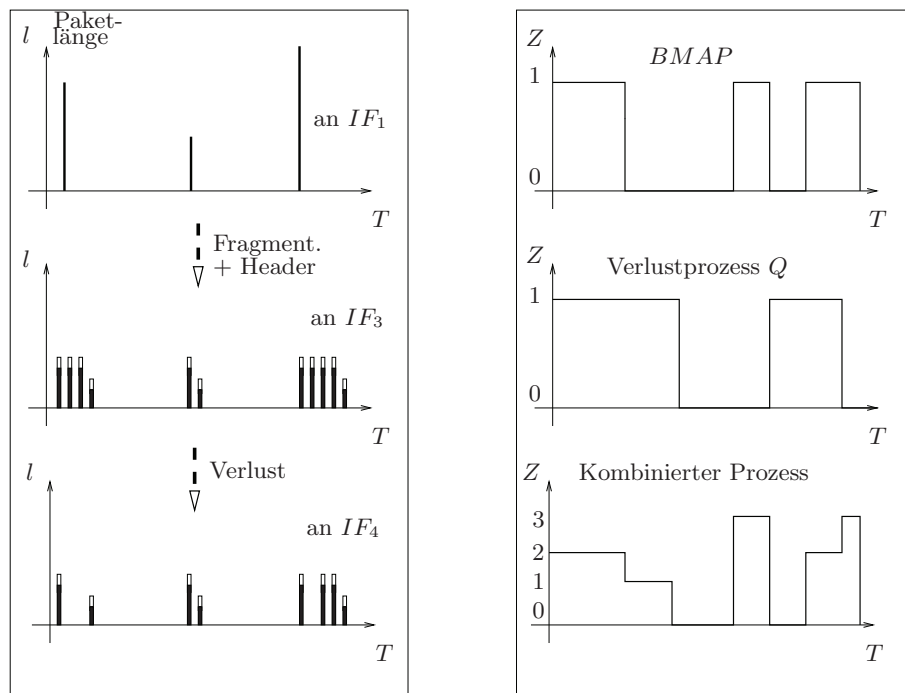 Paket-
l länge
an IF₁
T
Fragment.
+ Header
l
an IF₃
T
Verlust
l
an IF₄
T
Z
BMAP
1
0
T
Z
Verlustprozess Q
1
0
T
Z
Kombinierter Prozess
3
2
1
0
T